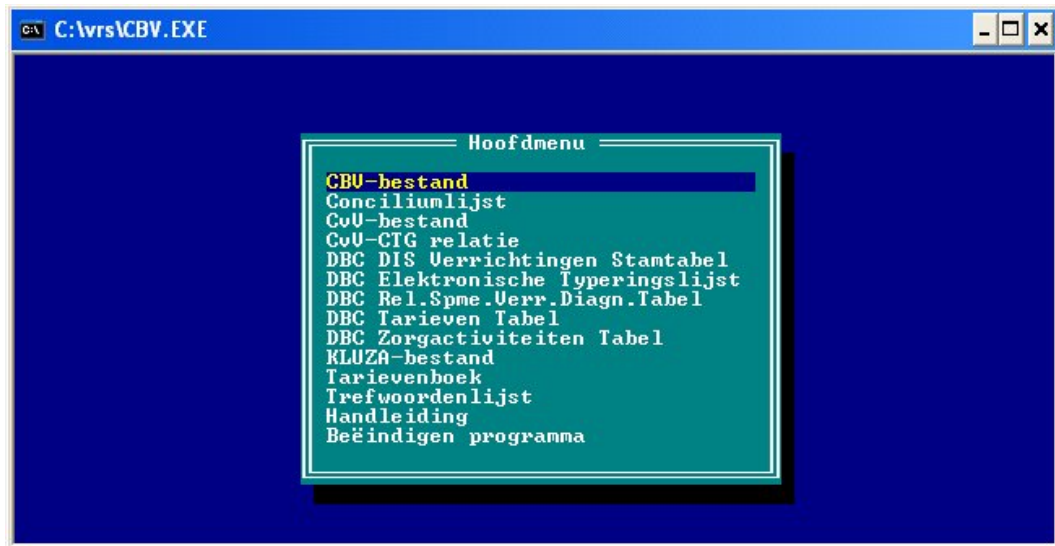 C:\vrs\CBV.EXE
Hoofdmenu
CBV-bestand
Conciliumlijst
CvV-bestand
CvV-CTG relatie
DBC DIS Verrichtingen Stamtabel
DBC Elektronische Typeringslijst
DBC Rel.Spme.Verr.Diagn.Tabel
DBC Tarieven Tabel
DBC Zorgactiviteiten Tabel
KLUZA-bestand
Tarievenboek
Trefwoordenlijst
Handleiding
Beëindigen programma